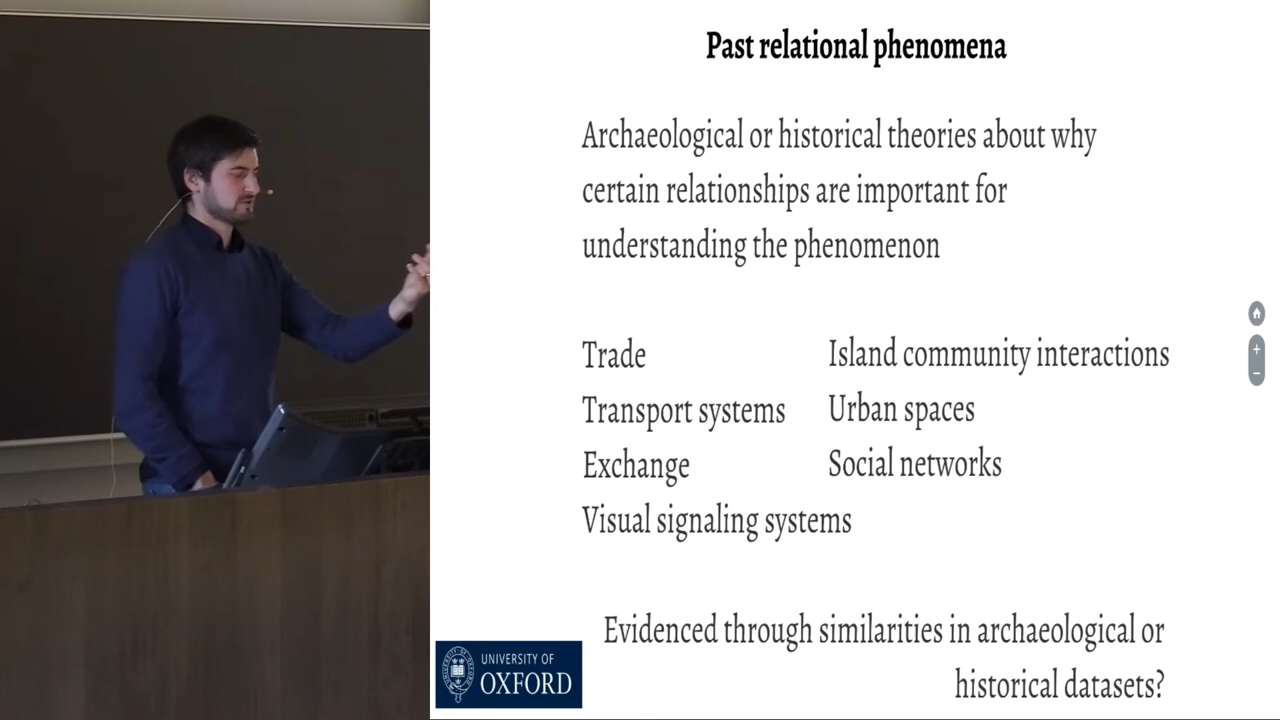 Past relational phenomena
Archaeological or historical theories about why
certain relationships are important for
understanding the phenomenon
Trade
Transport systems
Exchange
Visual signaling systems
Island community interactions
Urban spaces
Social networks
Evidenced through similarities in archaeological or
historical datasets?
UNIVERSITY OF
OXFORD